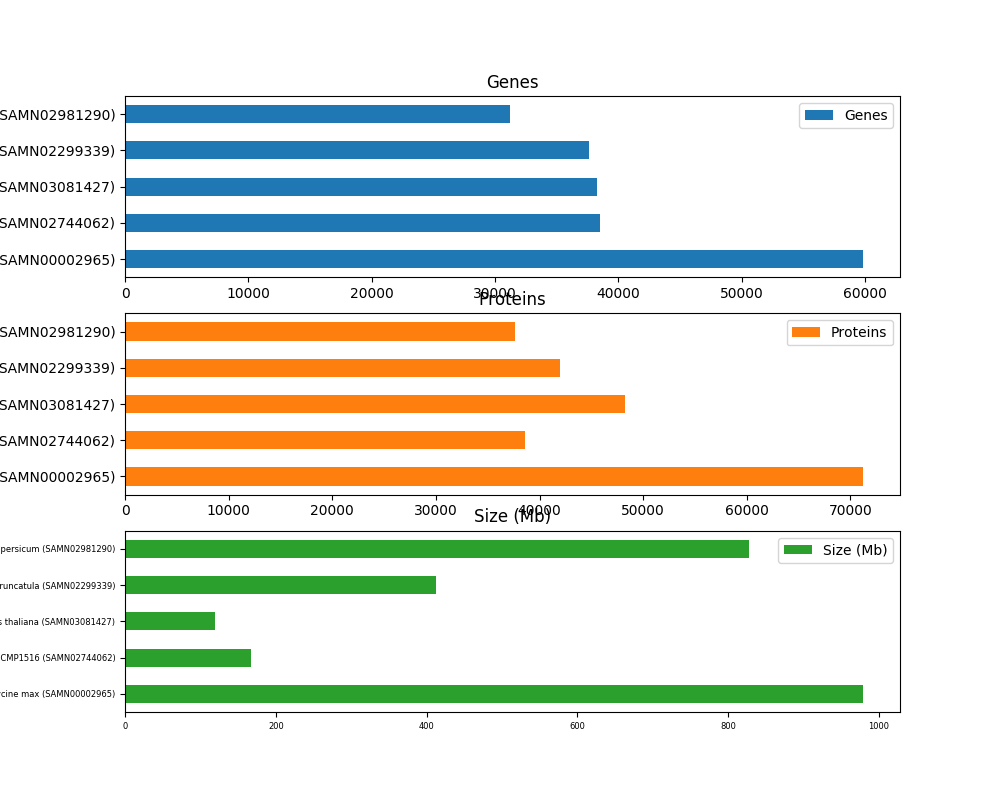 Genes
SAMN02981290)
SAMN02299339)
SAMN03081427)
SAMN02744062)
SAMN00002965)
Genes
0 10000 20000 30000 40000 50000 60000
Proteins
SAMN02981290)
SAMN02299339)
SAMN03081427)
SAMN02744062)
SAMN00002965)
Proteins
0 10000 20000 30000 40000 50000 60000 70000
Size (Mb)
persicum (SAMN02981290)
runcatula (SAMN02299339)
s thaliana (SAMN03081427)
CMP1516 (SAMN02744062)
rcine max (SAMN00002965)
Size (Mb)
0 200 400 600 800 1000